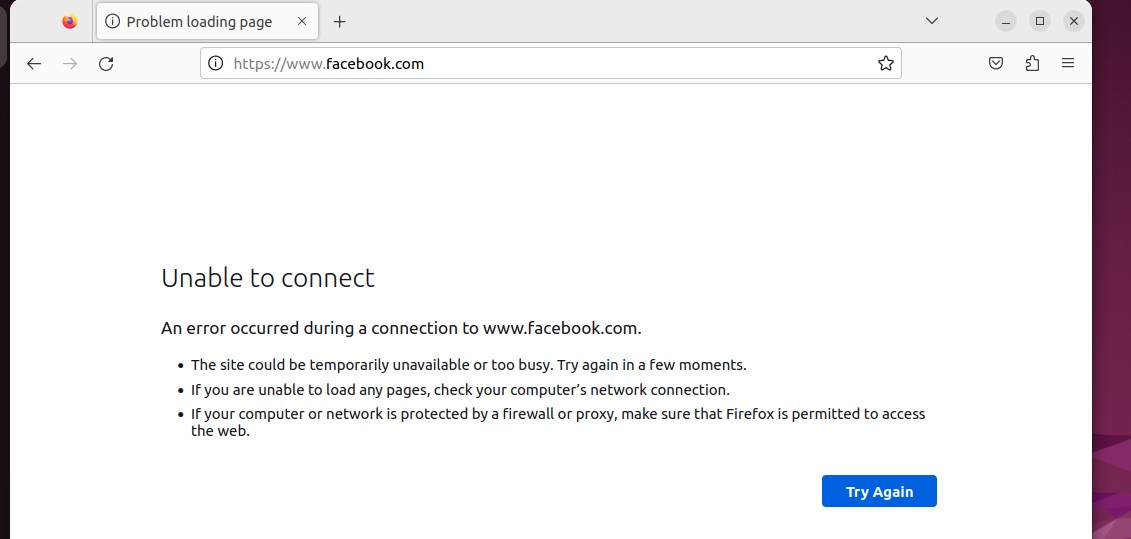 Problem loading page
https://www.facebook.com
Unable to connect
An error occurred during a connection to www.facebook.com.
• The site could be temporarily unavailable or too busy. Try again in a few moments.
• If you are unable to load any pages, check your computer’s network connection.
• If your computer or network is protected by a firewall or proxy, make sure that Firefox is permitted to access
the web.
Try Again